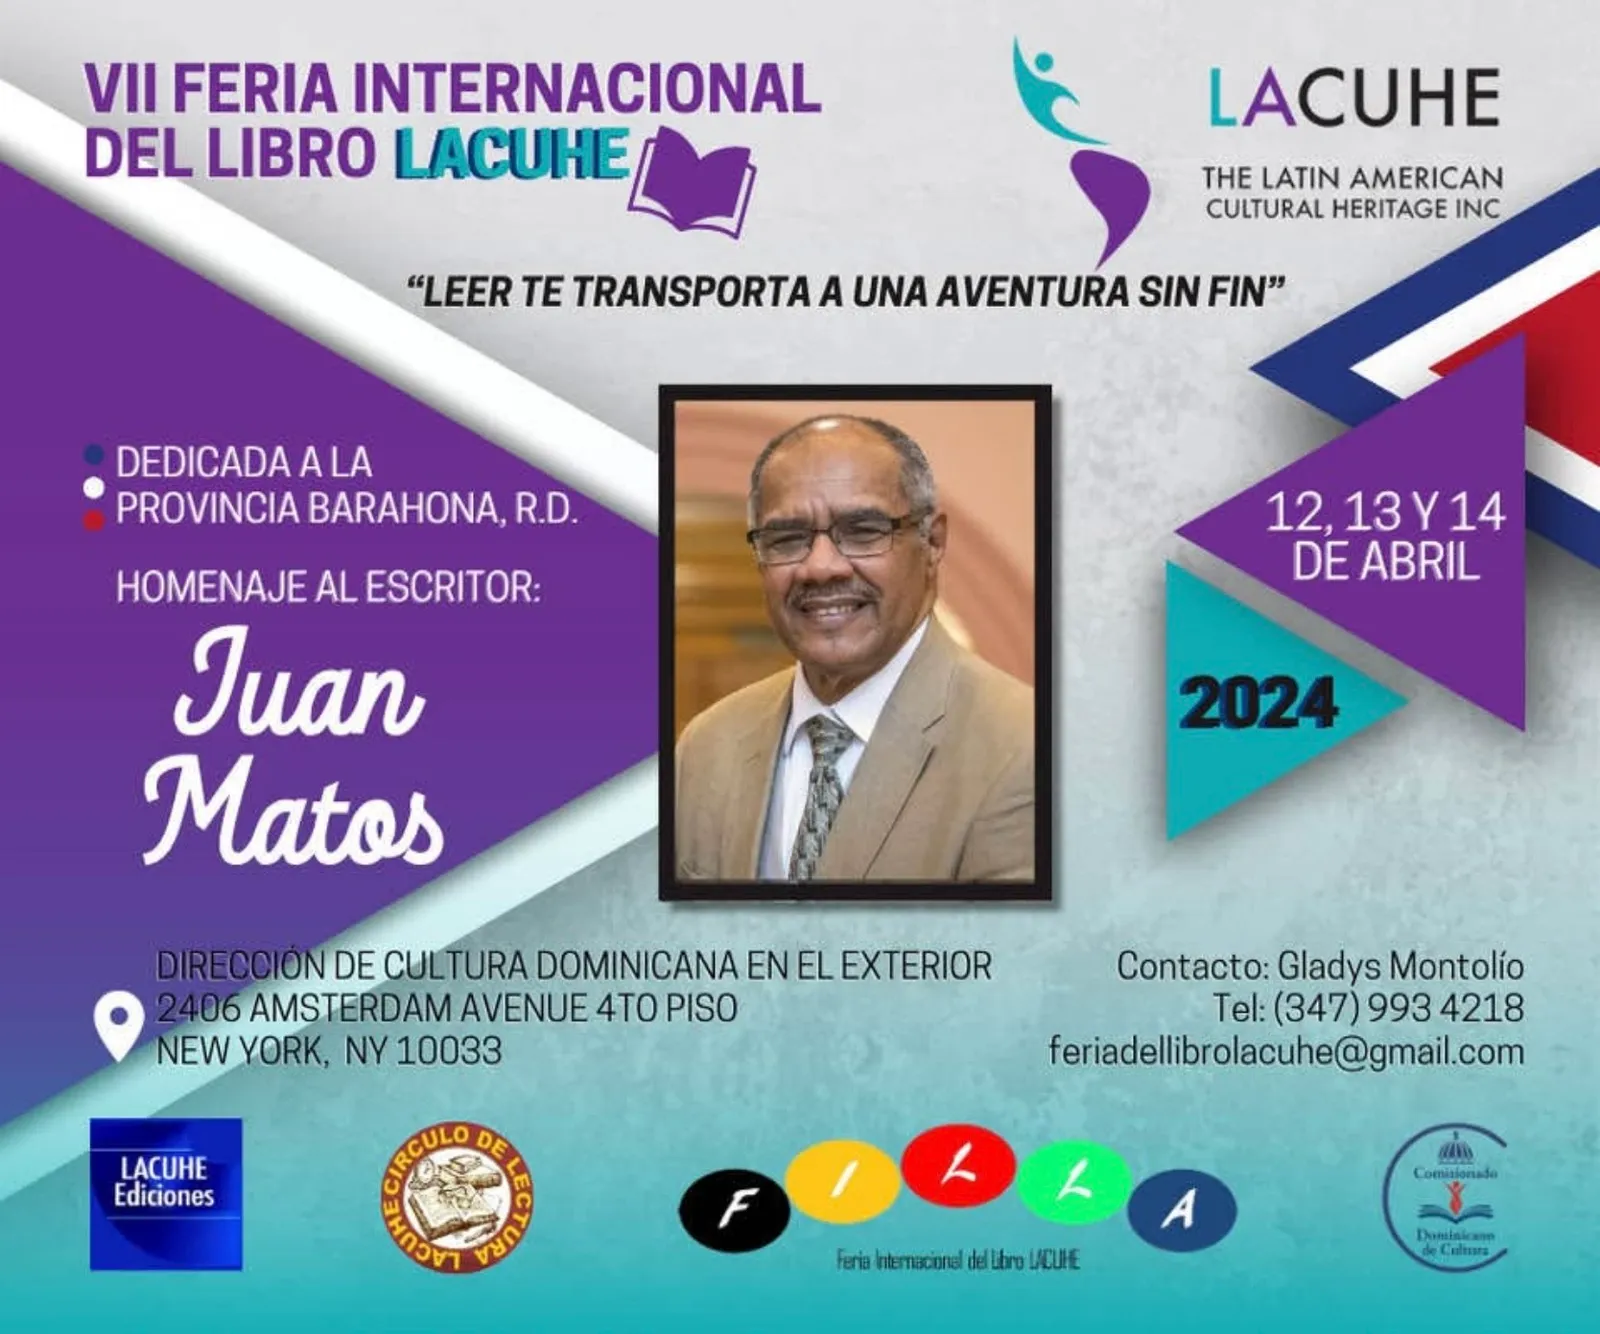 VII FERIA INTERNACIONAL
DEL LIBRO LACUHE
LACUHE
THE LATIN AMERICAN
CULTURAL HERITAGE INC
“LEER TE TRANSPORTA A UNA AVENTURA SIN FIN”
DEDICADA A LA
PROVINCIA BARAHONA, R.D.
HOMENAJE AL ESCRITOR:
Juan
Matos
12, 13 Y 14
DE ABRIL
2024
DIRECCIÓN DE CULTURA DOMINICANA EN EL EXTERIOR
2406 AMSTERDAM AVENUE 4TO PISO
NEW YORK, NY 10033
Contacto: Gladys Montolío
Tel: (347) 993 4218
feriadellibrolacuhe@gmail.com
LACUHE
Ediciones
CIRCULO DE LECTURA LACUHE
F I L L A
Feria Internacional del Libro LACUHE
Comisionado
Dominicano
de Cultura